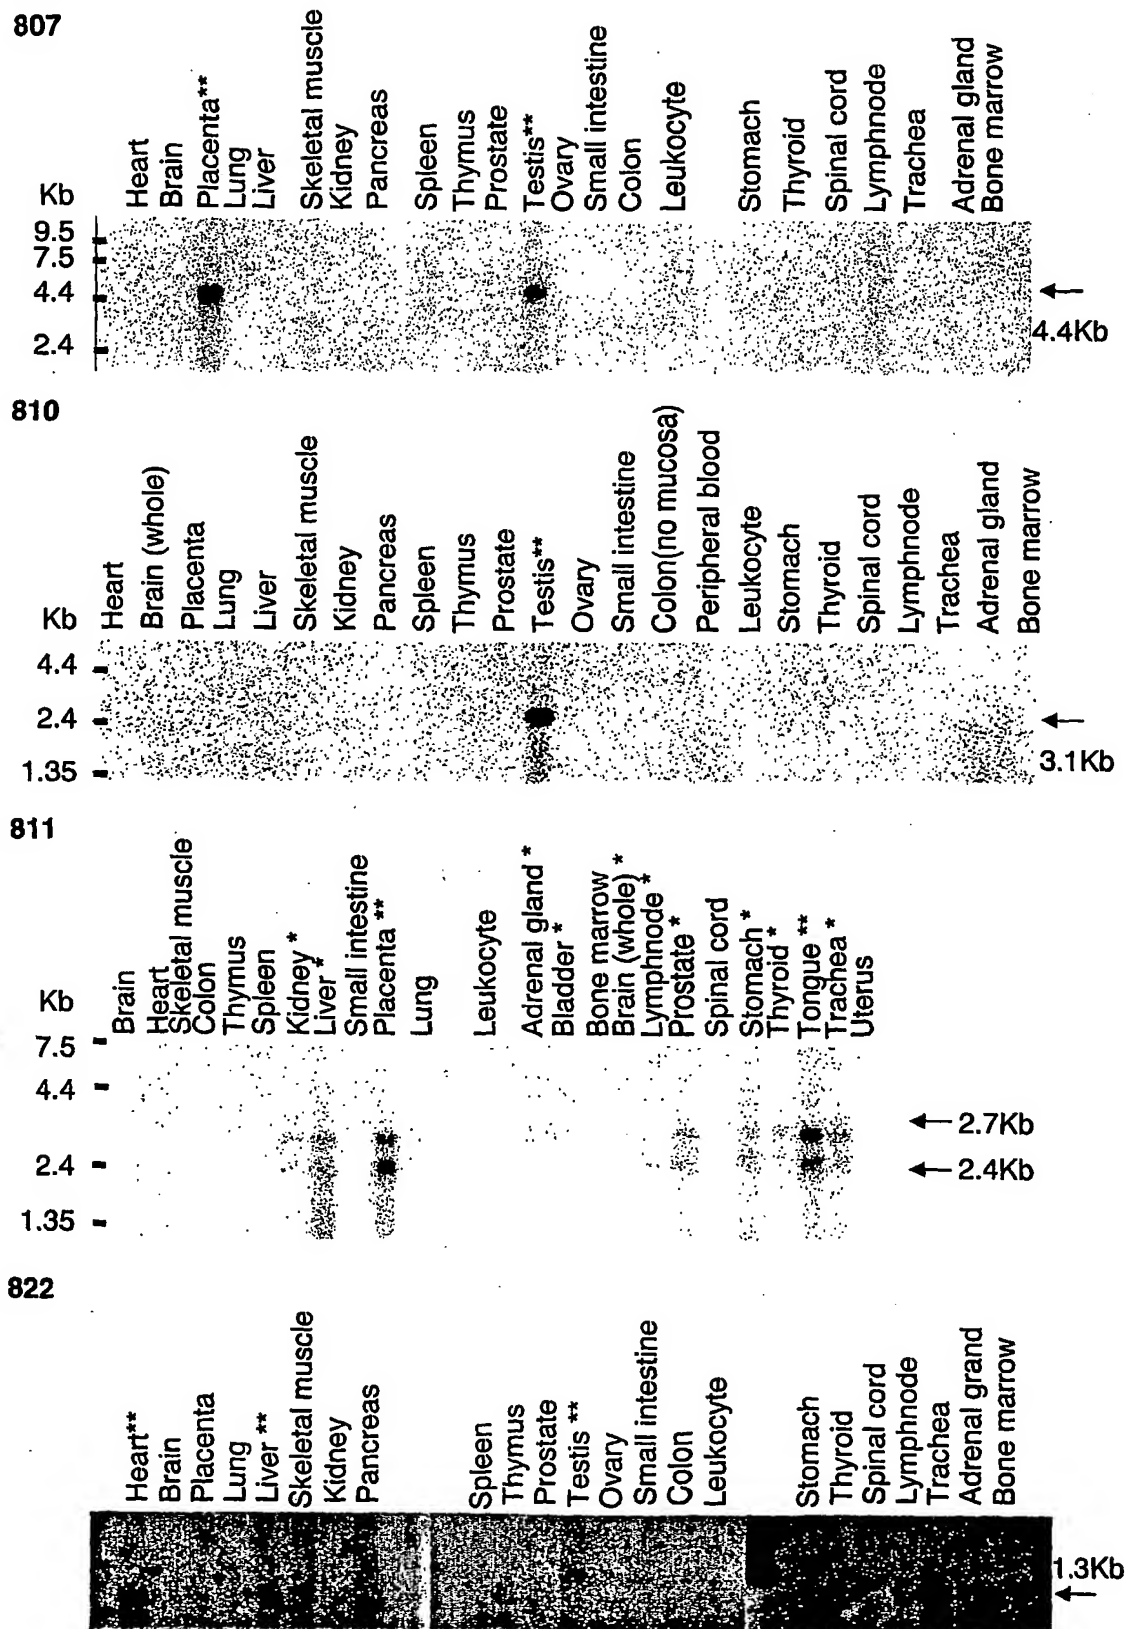 807
Kb
Heart
Brain
Placenta**
Lung
Liver
Skeletal muscle
Kidney
Pancreas
Spleen
Thymus
Prostate
Testis**
Ovary
Small intestine
Colon
Leukocyte
Stomach
Thyroid
Spinal cord
Lymphnode
Trachea
Adrenal gland
Bone marrow
9.5
7.5
4.4
2.4
4.4Kb
810
Kb
Heart
Brain (whole)
Placenta
Lung
Liver
Skeletal muscle
Kidney
Pancreas
Spleen
Thymus
Prostate
Testis**
Ovary
Small intestine
Colon(no mucosa)
Peripheral blood
Leukocyte
Stomach
Thyroid
Spinal cord
Lymphnode
Trachea
Adrenal gland
Bone marrow
4.4
2.4
1.35
3.1Kb
811
Kb
Brain
Heart
Skeletal muscle
Colon
Thymus
Spleen
Kidney *
Liver *
Small intestine
Placenta **
Lung
Leukocyte
Adrenal gland *
Bladder *
Bone marrow
Brain (whole) *
Lymphnode *
Prostate *
Spinal cord
Stomach *
Thyroid *
Tongue **
Trachea *
Uterus
7.5
4.4
2.4
1.35
2.7Kb
2.4Kb
822
Heart**
Brain
Placenta
Lung
Liver **
Skeletal muscle
Kidney
Pancreas
Spleen
Thymus
Prostate
Testis **
Ovary
Small intestine
Colon
Leukocyte
Stomach
Thyroid
Spinal cord
Lymphnode
Trachea
Adrenal grand
Bone marrow
1.3Kb